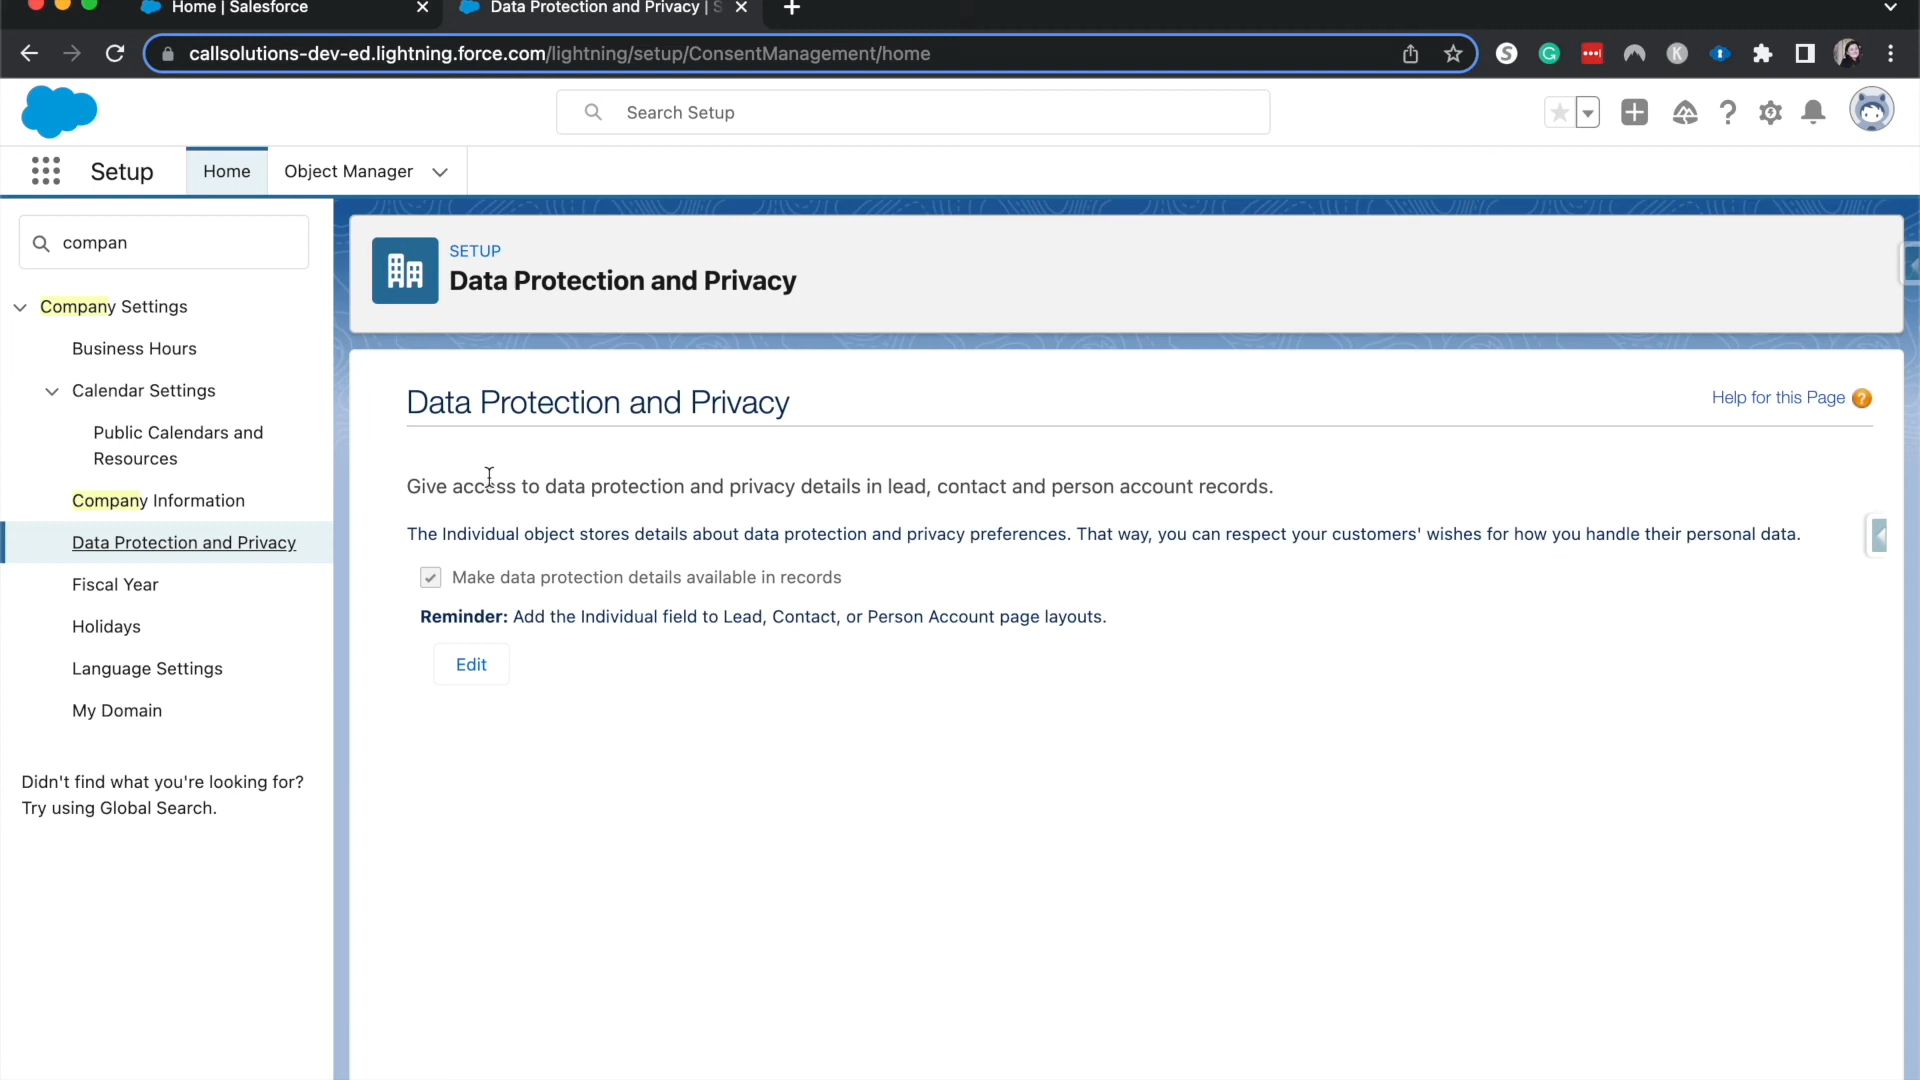 Home | Salesforce
Data Protection and Privacy | S
callsolutions-dev-ed.lightning.force.com/lightning/setup/ConsentManagement/home
Search Setup
Setup
Home
Object Manager
compan
Company Settings
Business Hours
Calendar Settings
Public Calendars and
Resources
Company Information
Data Protection and Privacy
Fiscal Year
Holidays
Language Settings
My Domain
Didn't find what you're looking for?
Try using Global Search.
SETUP
Data Protection and Privacy
Data Protection and Privacy
Help for this Page
Give access to data protection and privacy details in lead, contact and person account records.
The Individual object stores details about data protection and privacy preferences. That way, you can respect your customers' wishes for how you handle their personal data.
Make data protection details available in records
Reminder: Add the Individual field to Lead, Contact, or Person Account page layouts.
Edit